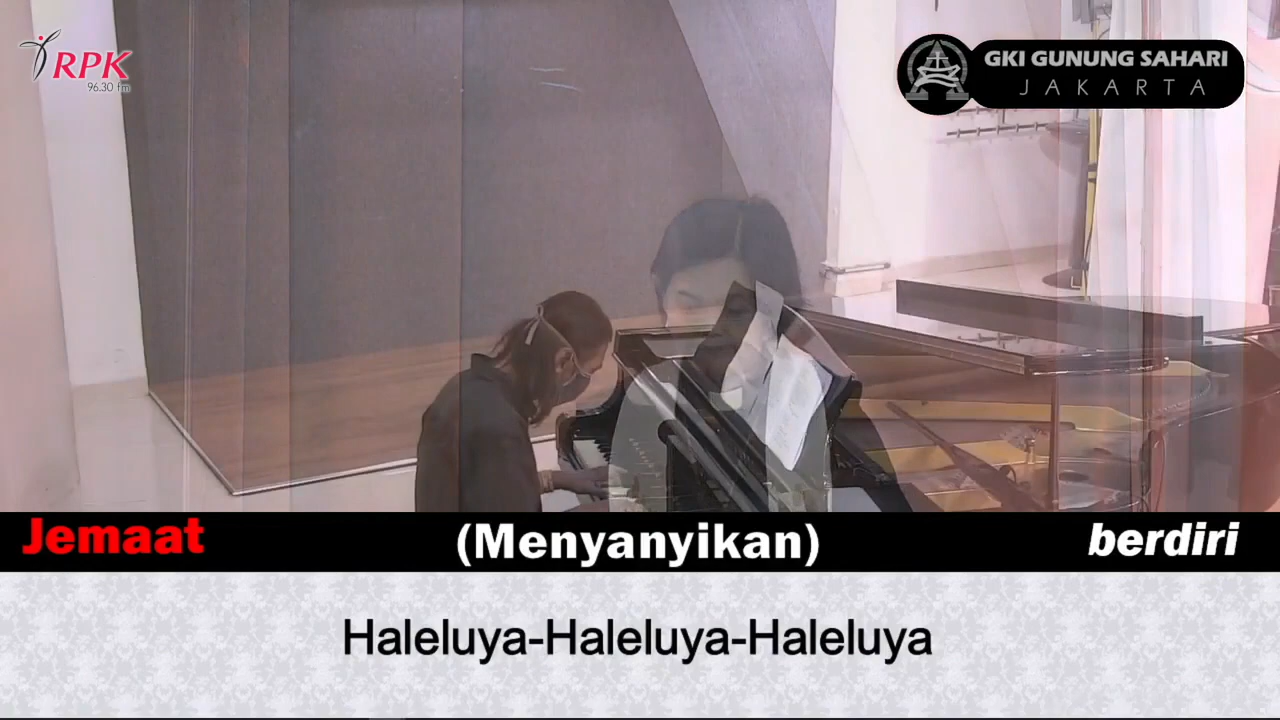 RPK
96.30 fm
GKI GUNUNG SAHARI
JAKARTA
Jemaat (Menyanyikan) berdiri
Haleluya-Haleluya-Haleluya